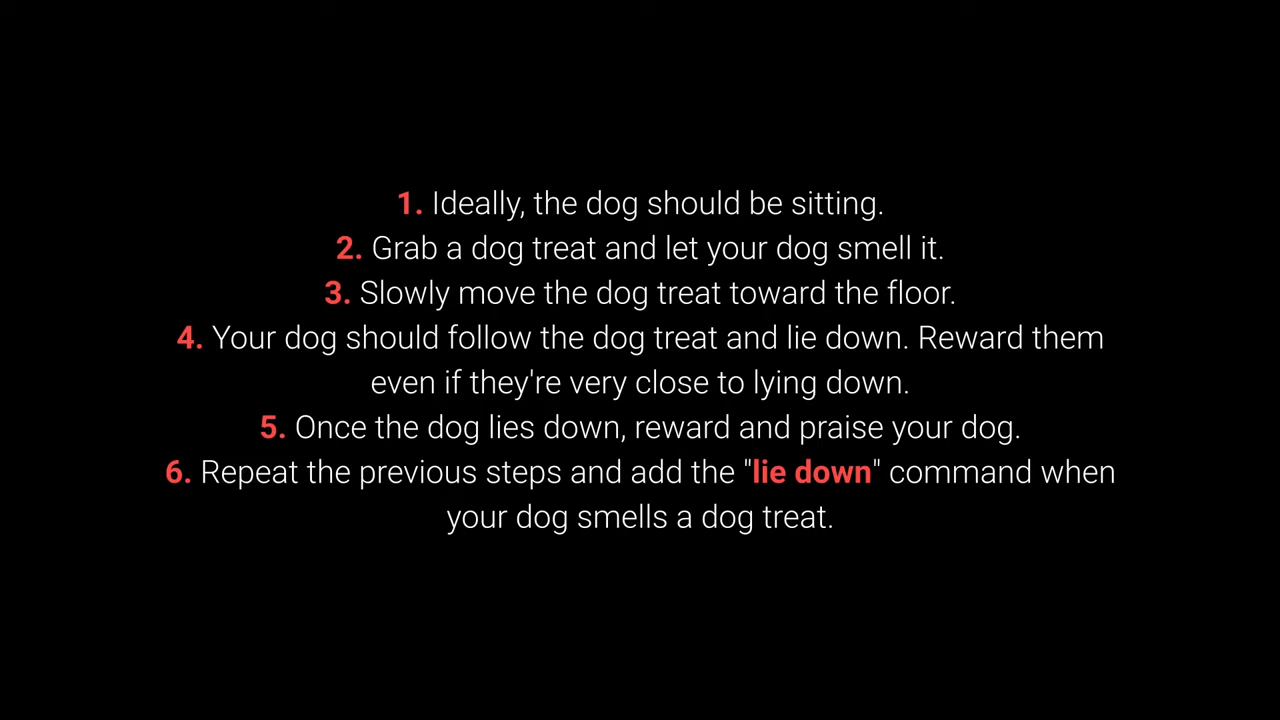 1. Ideally, the dog should be sitting.
2. Grab a dog treat and let your dog smell it.
3. Slowly move the dog treat toward the floor.
4. Your dog should follow the dog treat and lie down. Reward them
even if they're very close to lying down.
5. Once the dog lies down, reward and praise your dog.
6. Repeat the previous steps and add the "lie down" command when
your dog smells a dog treat.